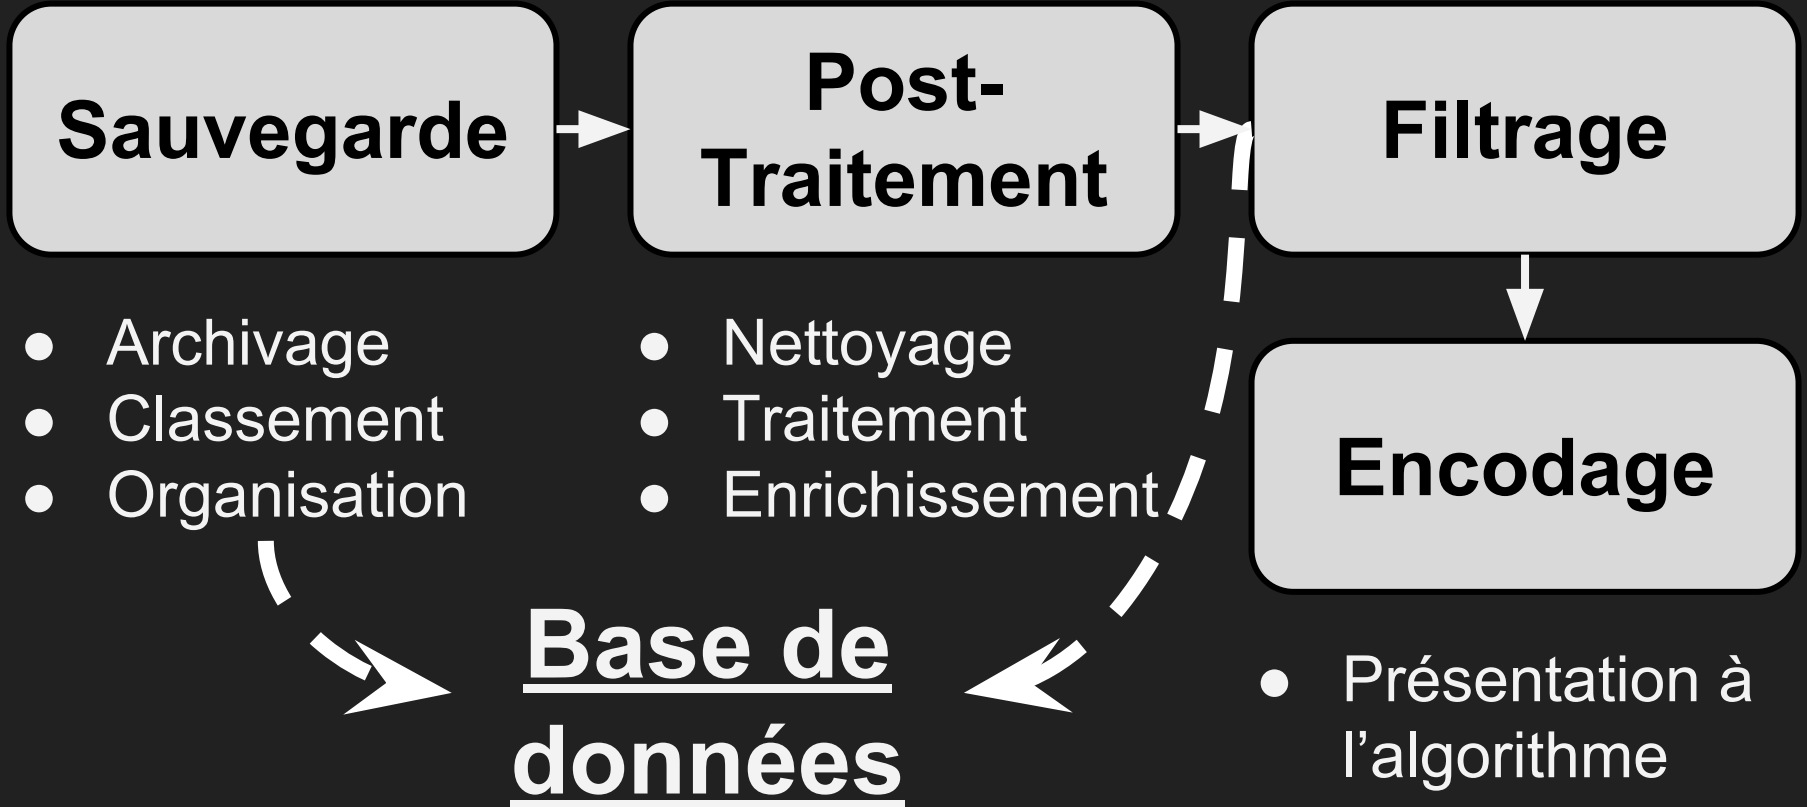 Sauvegarde
Post-
Traitement
Filtrage
● Archivage
● Classement
● Organisation
● Nettoyage
● Traitement
● Enrichissement
Encodage
Base de
données
● Présentation à
l’algorithme